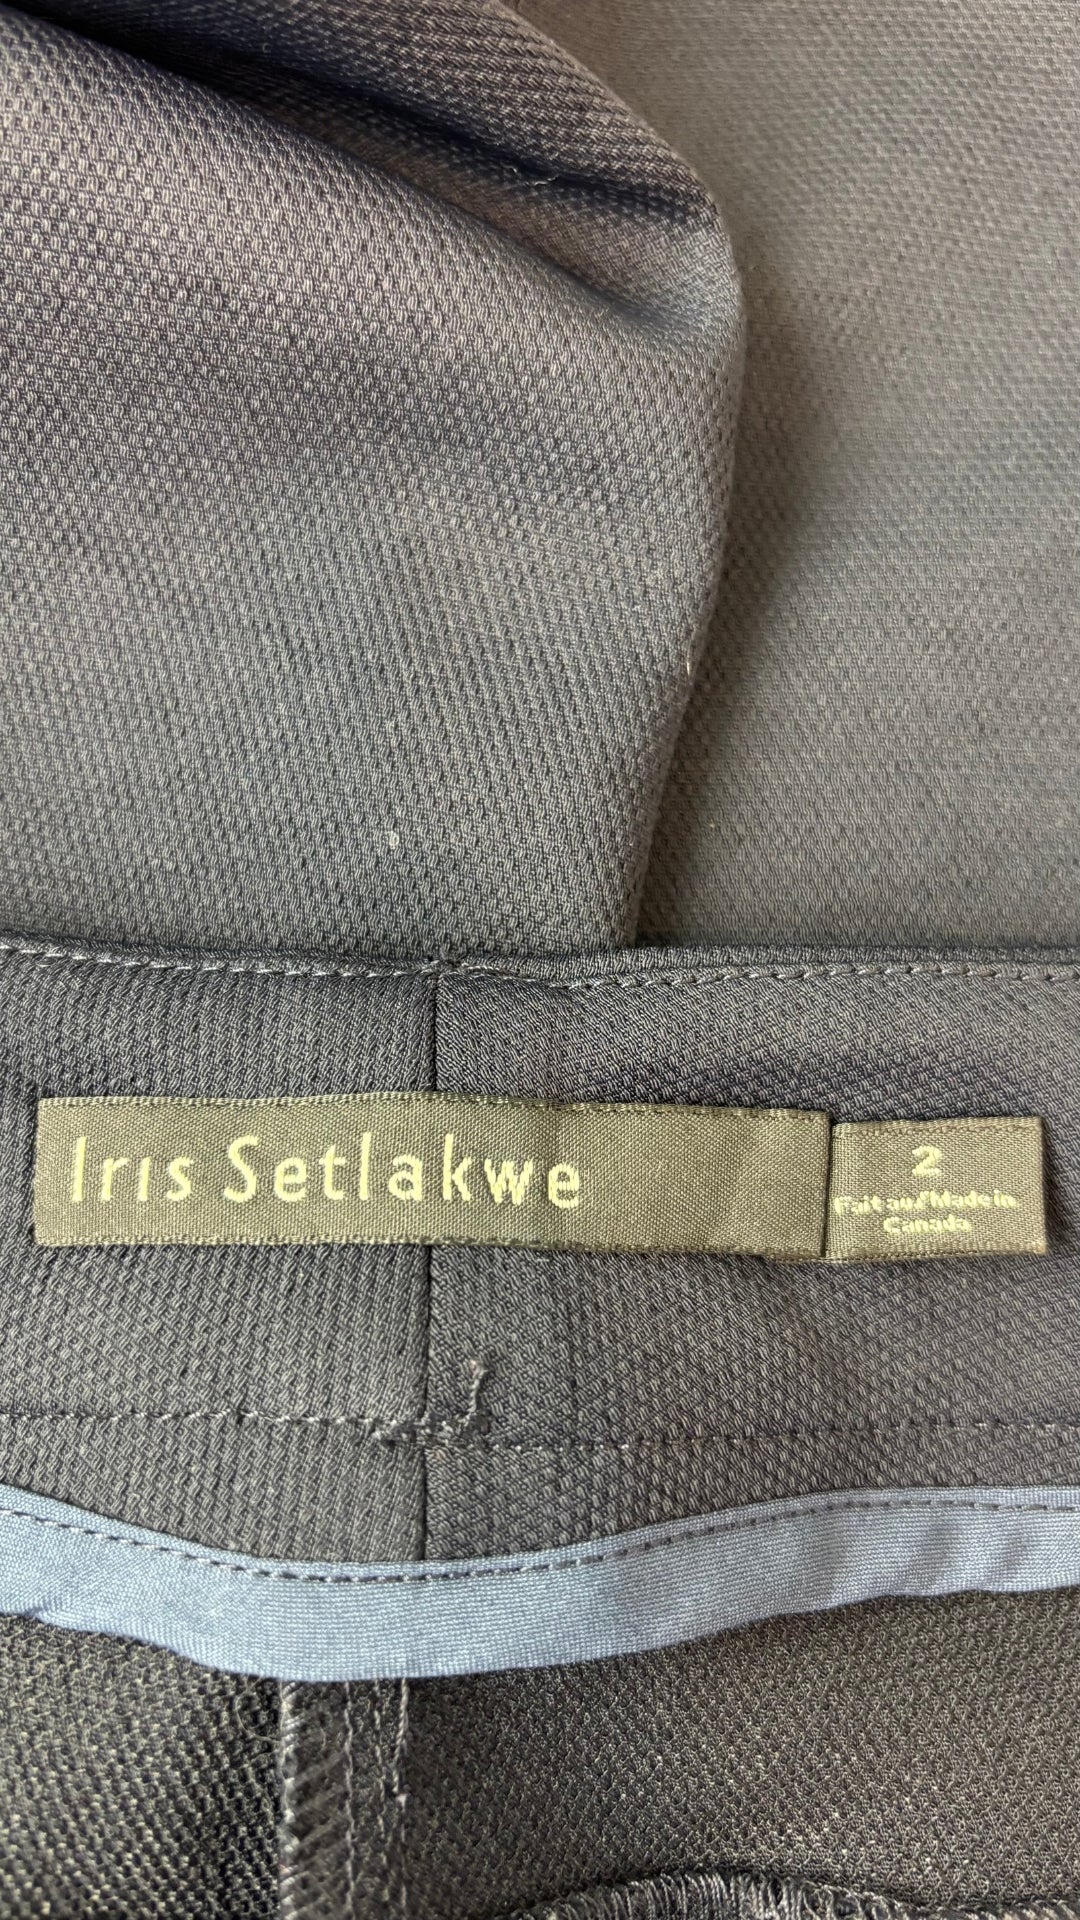 Iris Setlakwe
2
Fait au/Made in
Canada